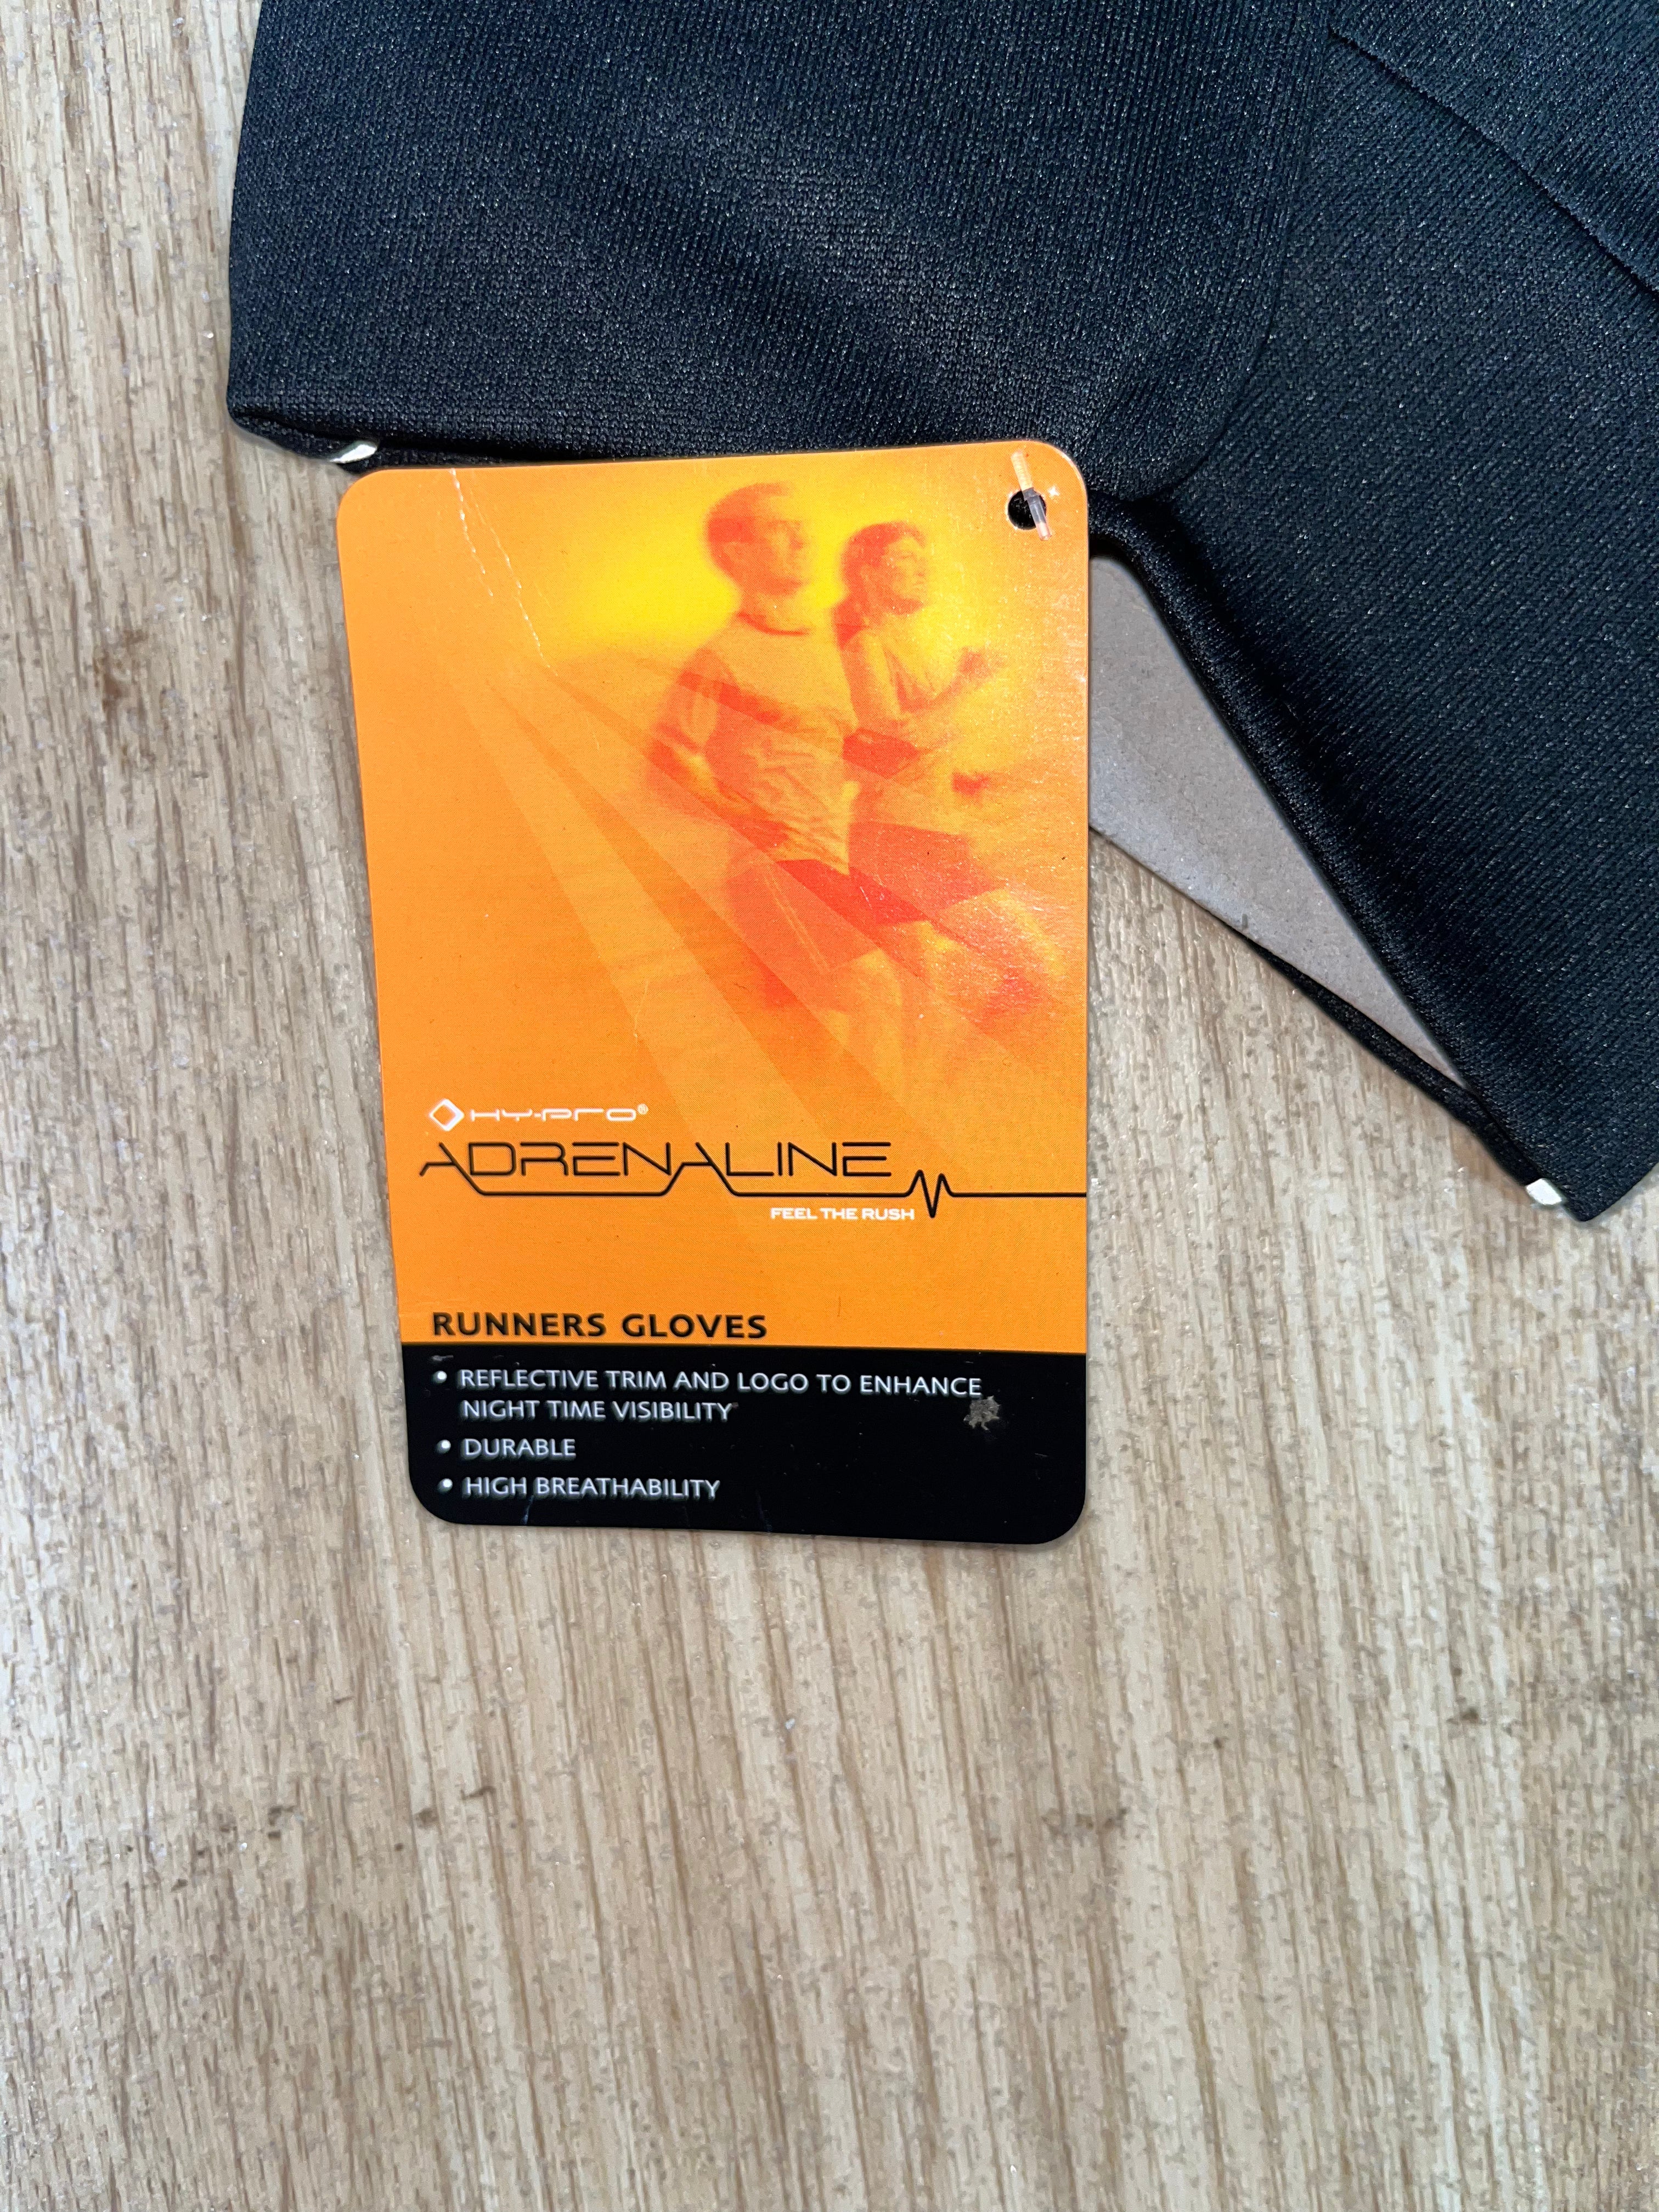 HY-PRO®
ADRENALINE
FEEL THE RUSH
RUNNERS GLOVES
• REFLECTIVE TRIM AND LOGO TO ENHANCE
NIGHT TIME VISIBILITY
• DURABLE
• HIGH BREATHABILITY